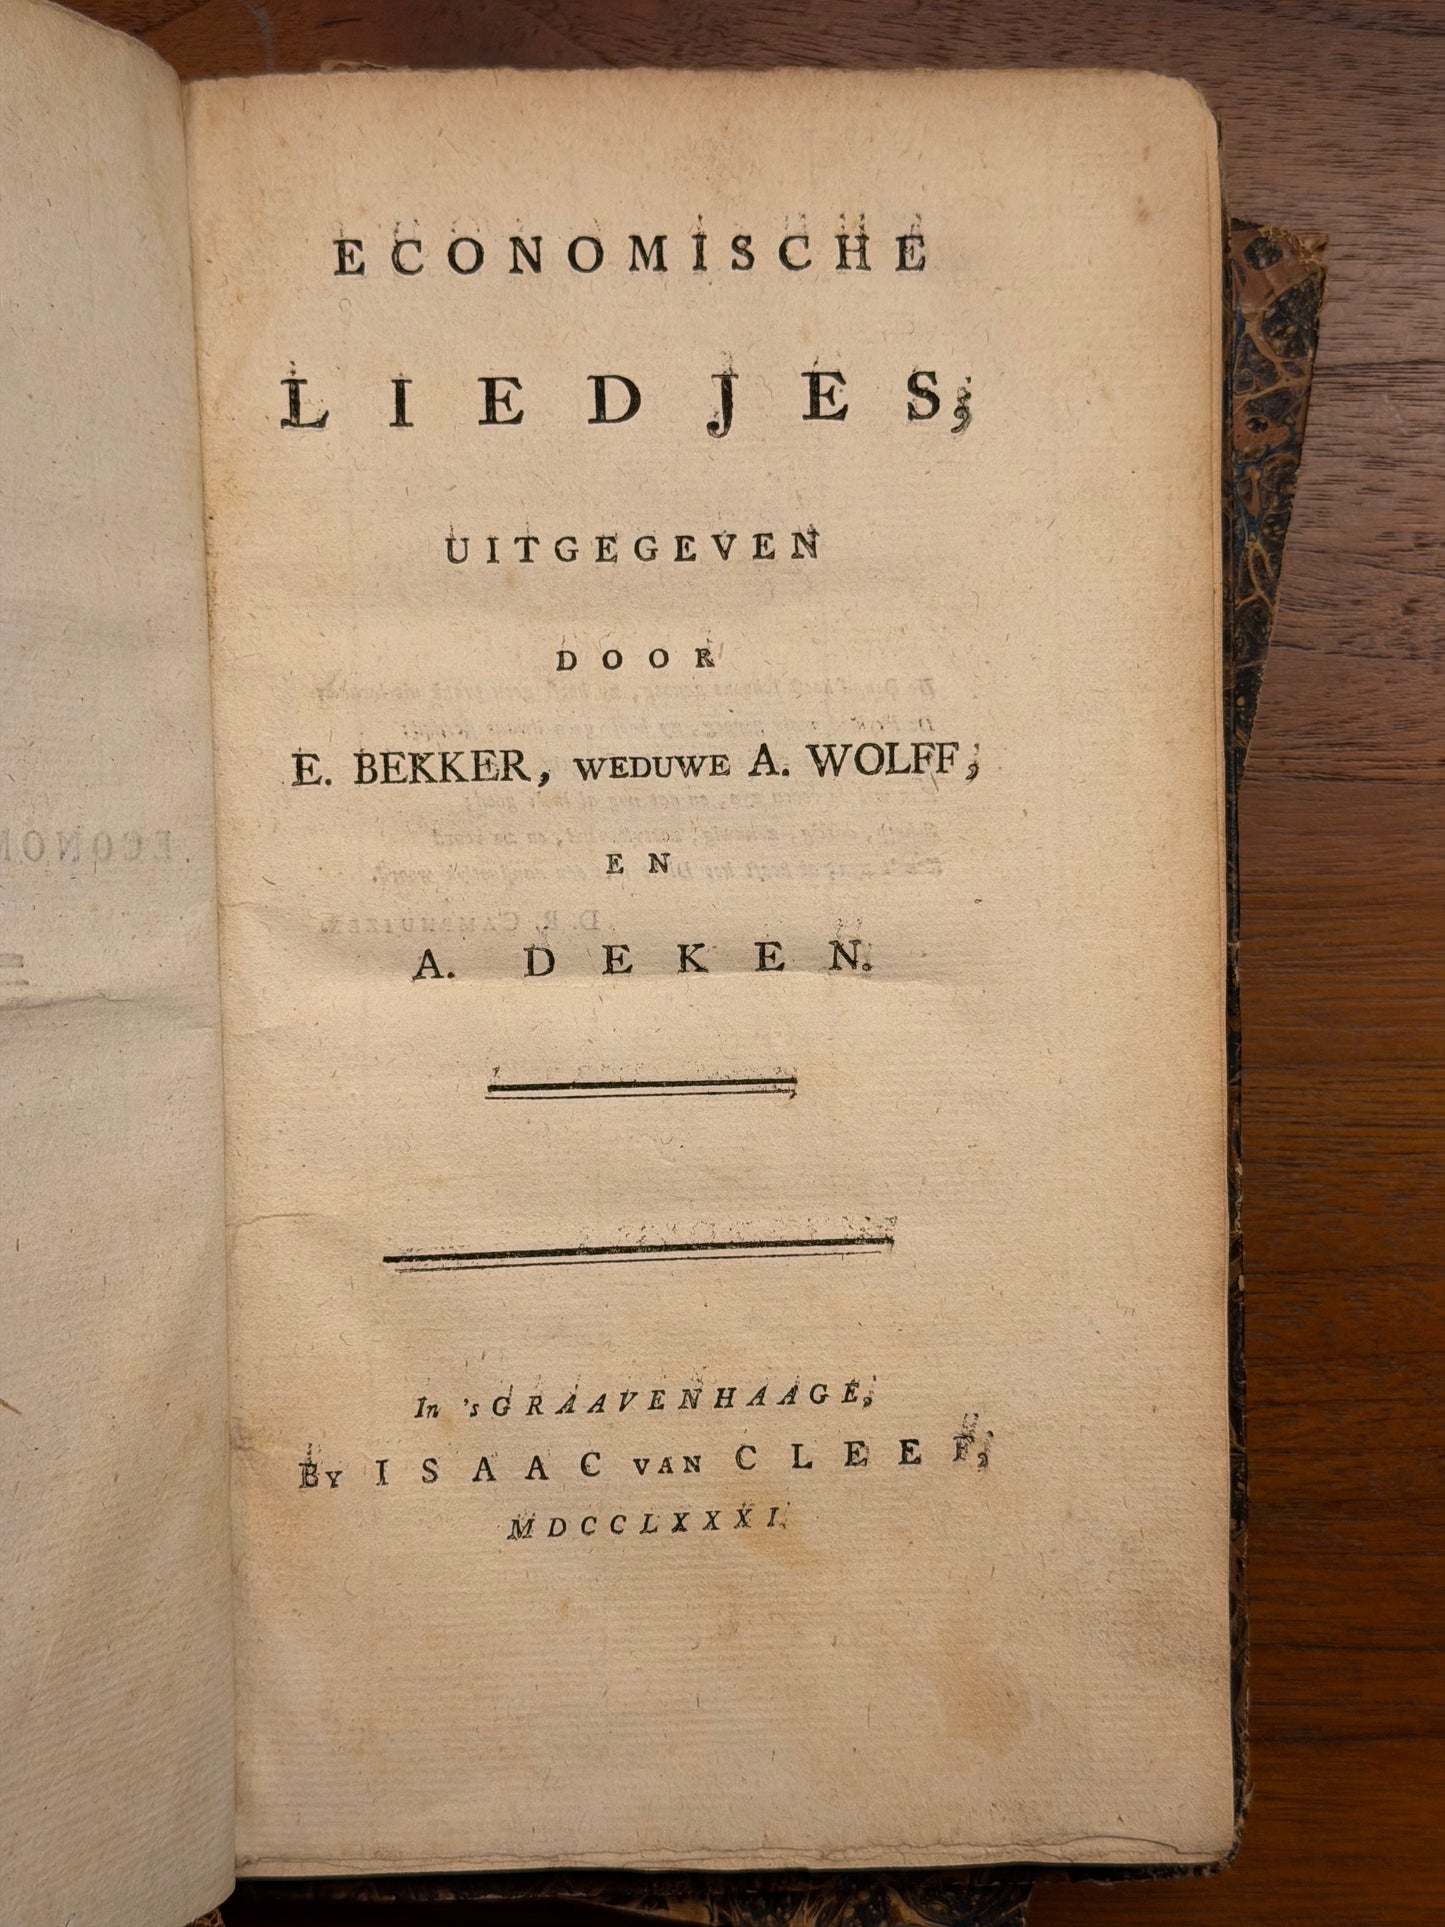 ECONOMISCHE
LIEDJES,
UITGEGEVEN
DOOR
E. BEKKER, WEDUWE A. WOLFF,
EN
A. DEKEN.
In 'sGRAAVENHAAGE,
By ISAAC VAN CLEEF,
MDCCLXXXI.